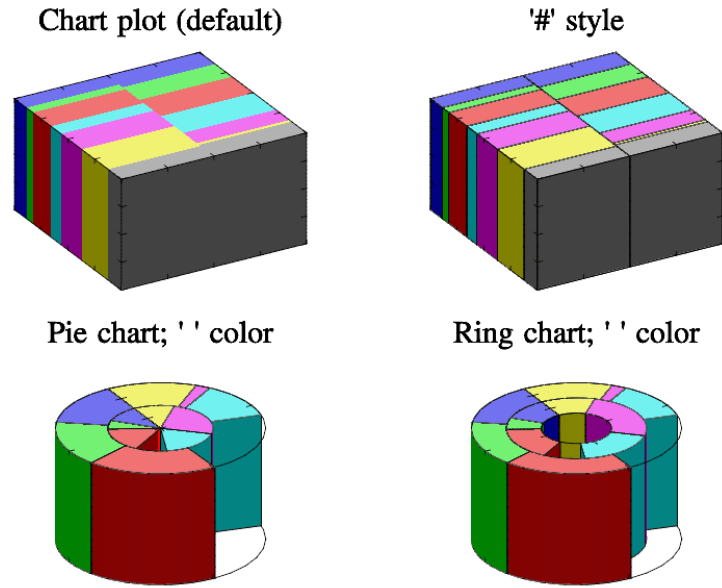 Chart plot (default)
'#' style
Pie chart; ' ' color
Ring chart; ' ' color